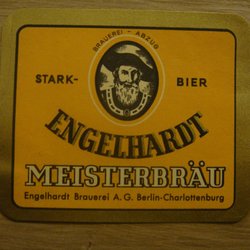 BRAUEREI - ABZUG
STARK- BIER
ENGELHARDT
MEISTERBRÄU
Engelhardt Brauerei A. G. Berlin-Charlottenburg